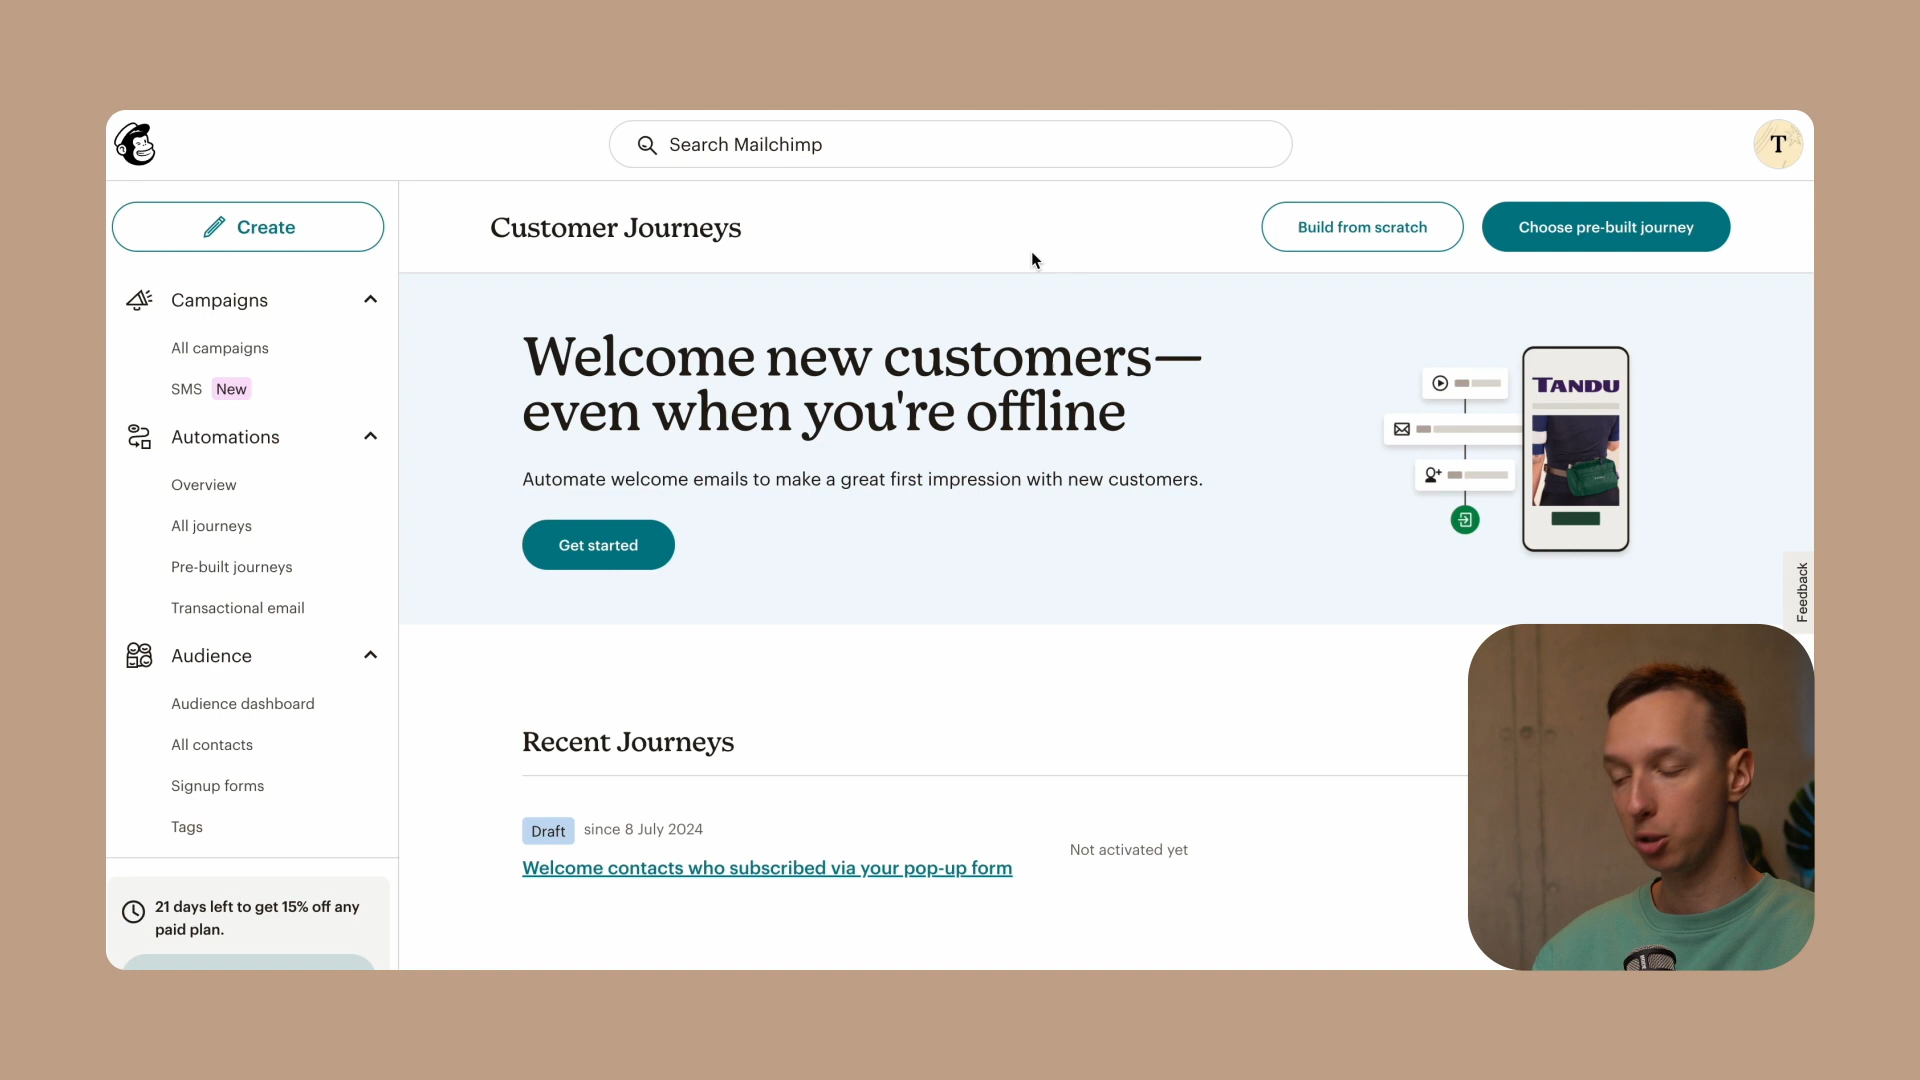 Search Mailchimp
T
Create
Customer Journeys
Build from scratch
Choose pre-built journey
Campaigns
All campaigns
SMS New
Automations
Overview
All journeys
Pre-built journeys
Transactional email
Audience
Audience dashboard
All contacts
Signup forms
Tags
21 days left to get 15% off any
paid plan.
Welcome new customers—
even when you're offline
Automate welcome emails to make a great first impression with new customers.
Get started
TANDU
Feedback
Recent Journeys
Draft since 8 July 2024
Welcome contacts who subscribed via your pop-up form
Not activated yet